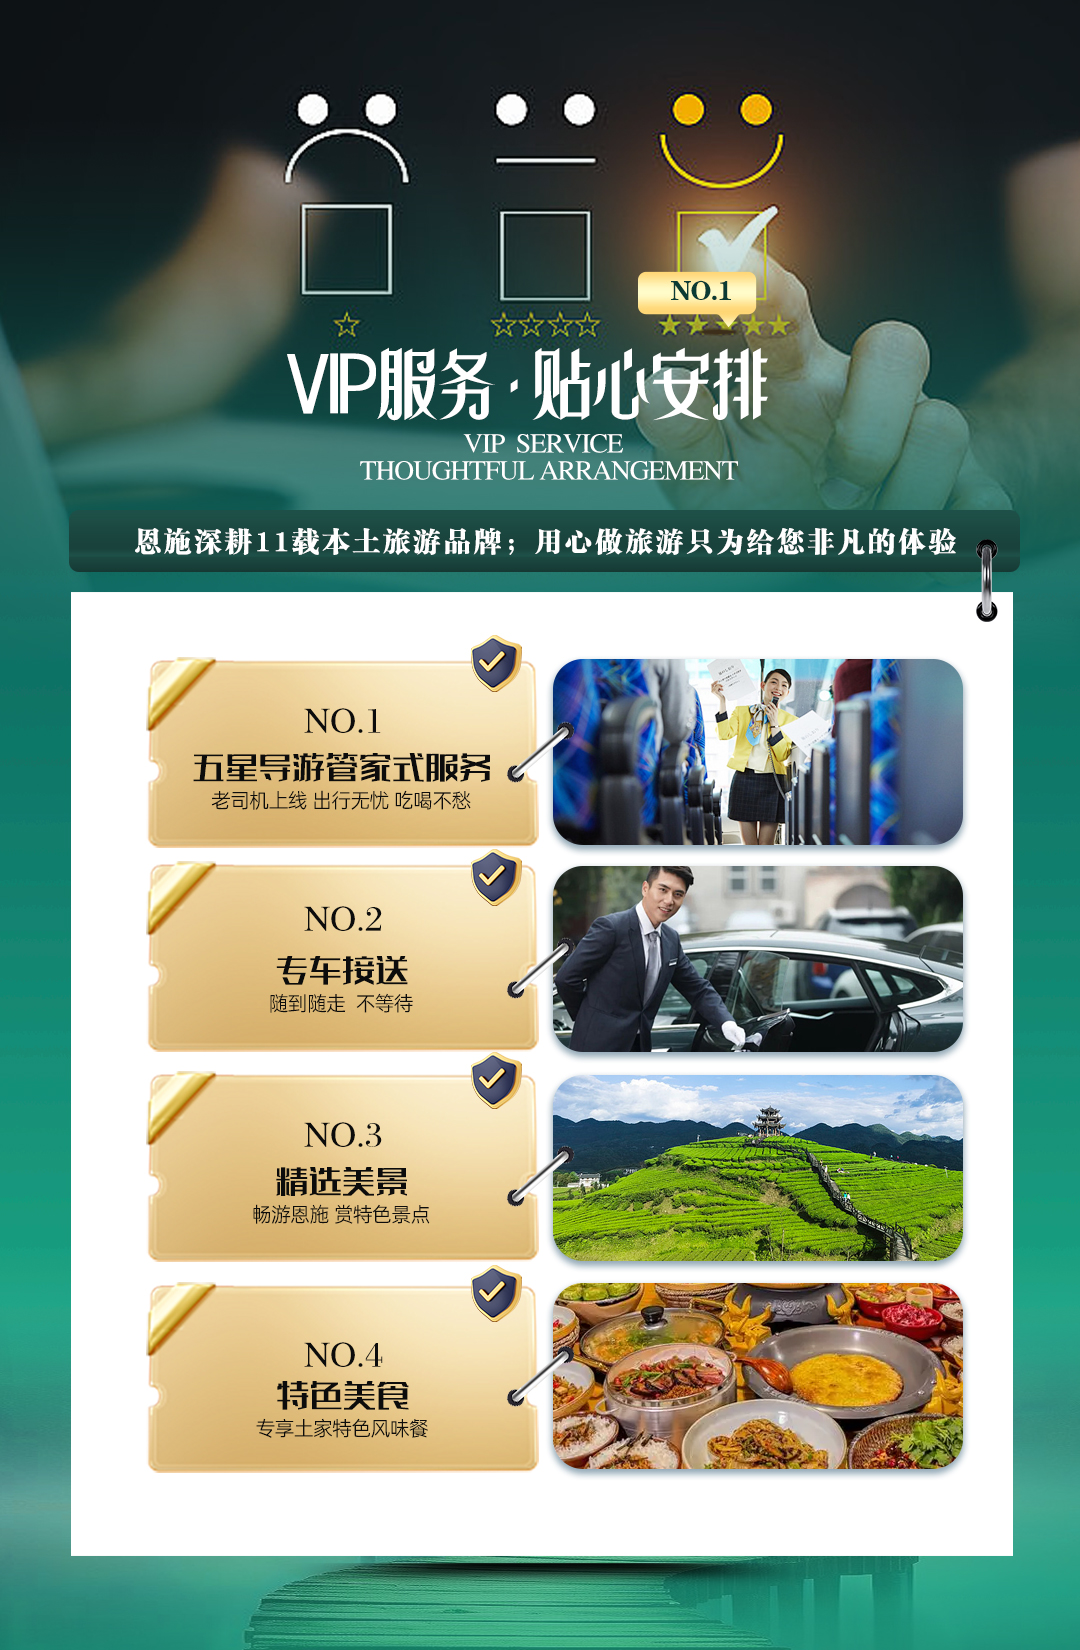 NO.1
VIP服务·贴心安排
VIP SERVICE
THOUGHTFUL ARRANGEMENT
恩施深耕11载本土旅游品牌；用心做旅游只为给您非凡的体验
NO.1
五星导游管家式服务
老司机上线 出行无忧 吃喝不愁
NO.2
专车接送
随到随走 不等待
NO.3
精选美景
畅游恩施 赏特色景点
NO.4
特色美食
专享土家特色风味餐